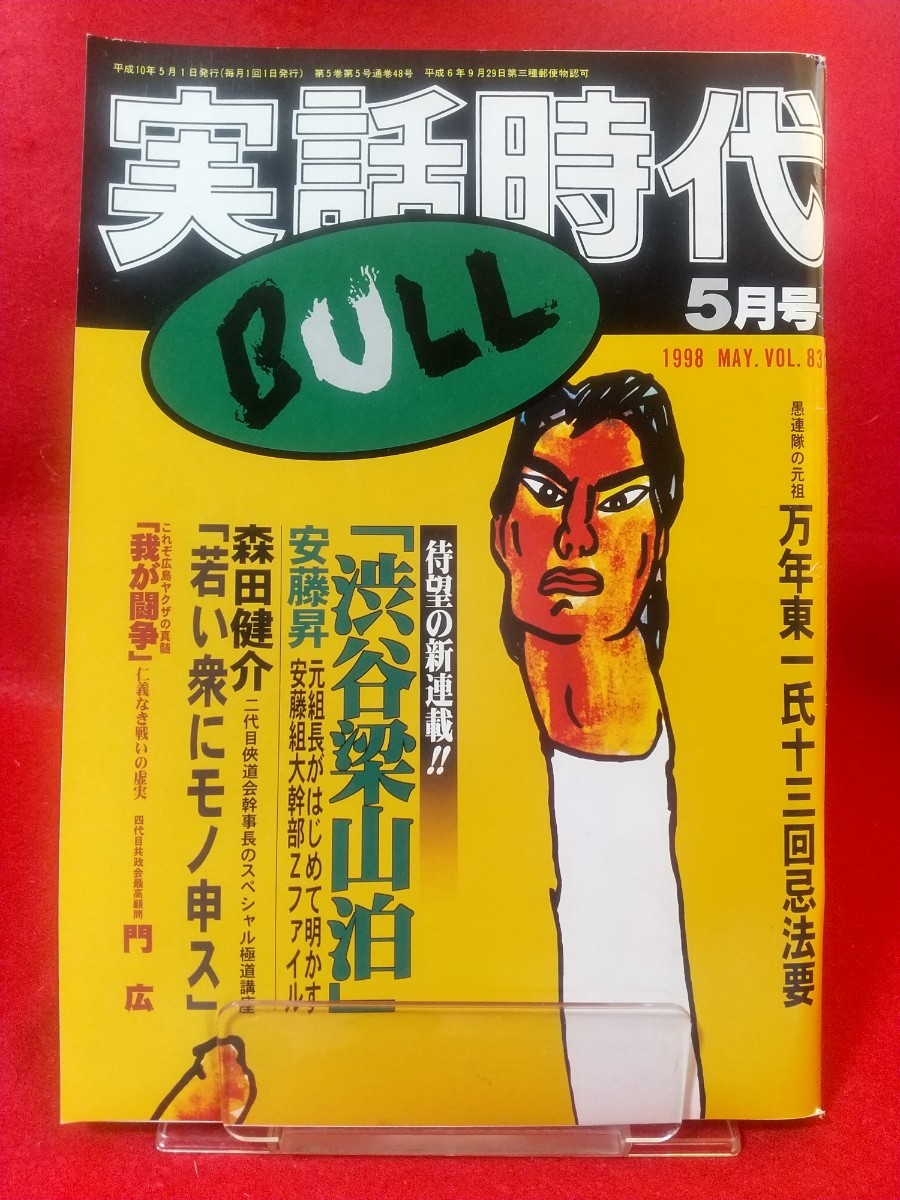 平成10年5月1日発行(毎月1回1日発行) 第5巻第5号通巻48号 平成6年9月29日第三種郵便物認可
実話時代
BULL
5月号
1998 MAY. VOL. 83
愚連隊の元祖
万年東一氏十三回忌法要
待望の新連載!!
「渋谷梁山泊」
安藤昇
元組長がはじめて明かす
安藤組大幹部Zファイル
森田健介
二代目俠道会幹事長のスペシャル極道講座
「若い衆にモノ申ス」
これぞ広島ヤクザの真髄
「我が闘争」
仁義なき戦いの虚実
四代目共政会最高顧問
門 広